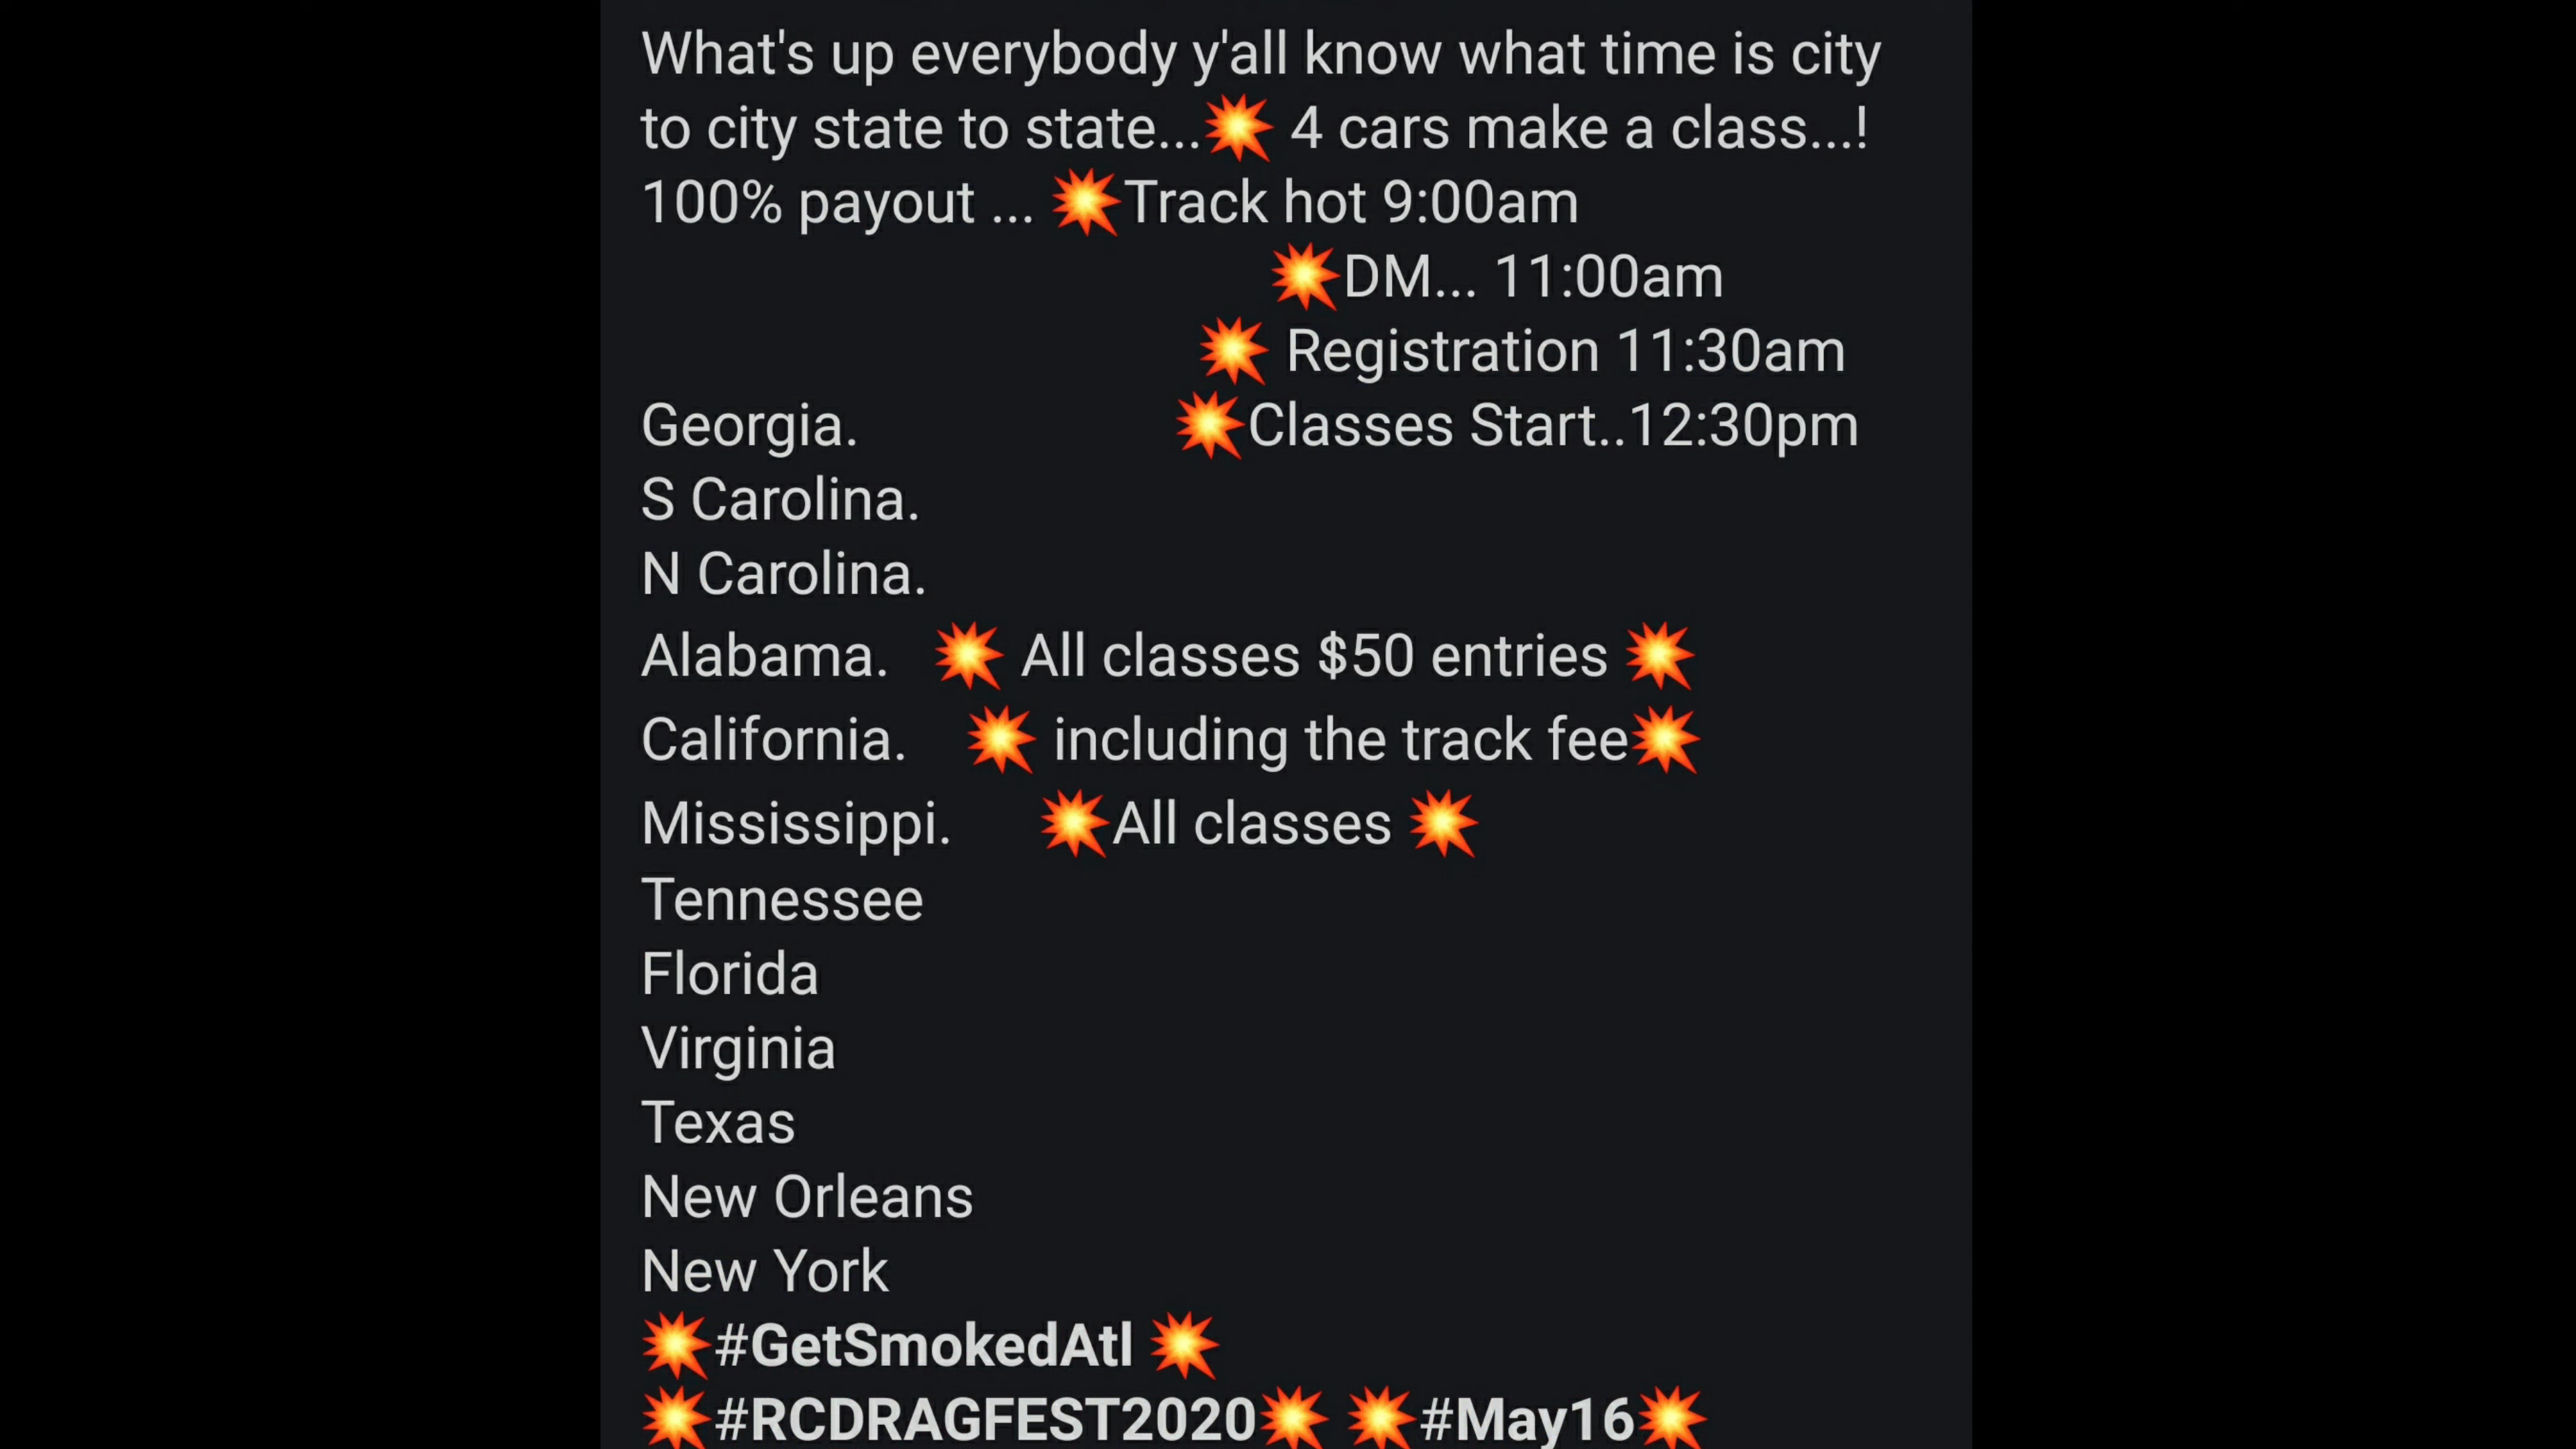 What's up everybody y'all know what time is city
to city state to state...💥 4 cars make a class...!
100% payout ... 💥Track hot 9:00am
💥DM... 11:00am
💥 Registration 11:30am
Georgia. 💥Classes Start..12:30pm
S Carolina.
N Carolina.
Alabama. 💥 All classes $50 entries 💥
California. 💥 including the track fee💥
Mississippi. 💥All classes 💥
Tennessee
Florida
Virginia
Texas
New Orleans
New York
💥#GetSmokedAtl 💥
💥#RCDRAGFEST2020💥 💥#May16💥